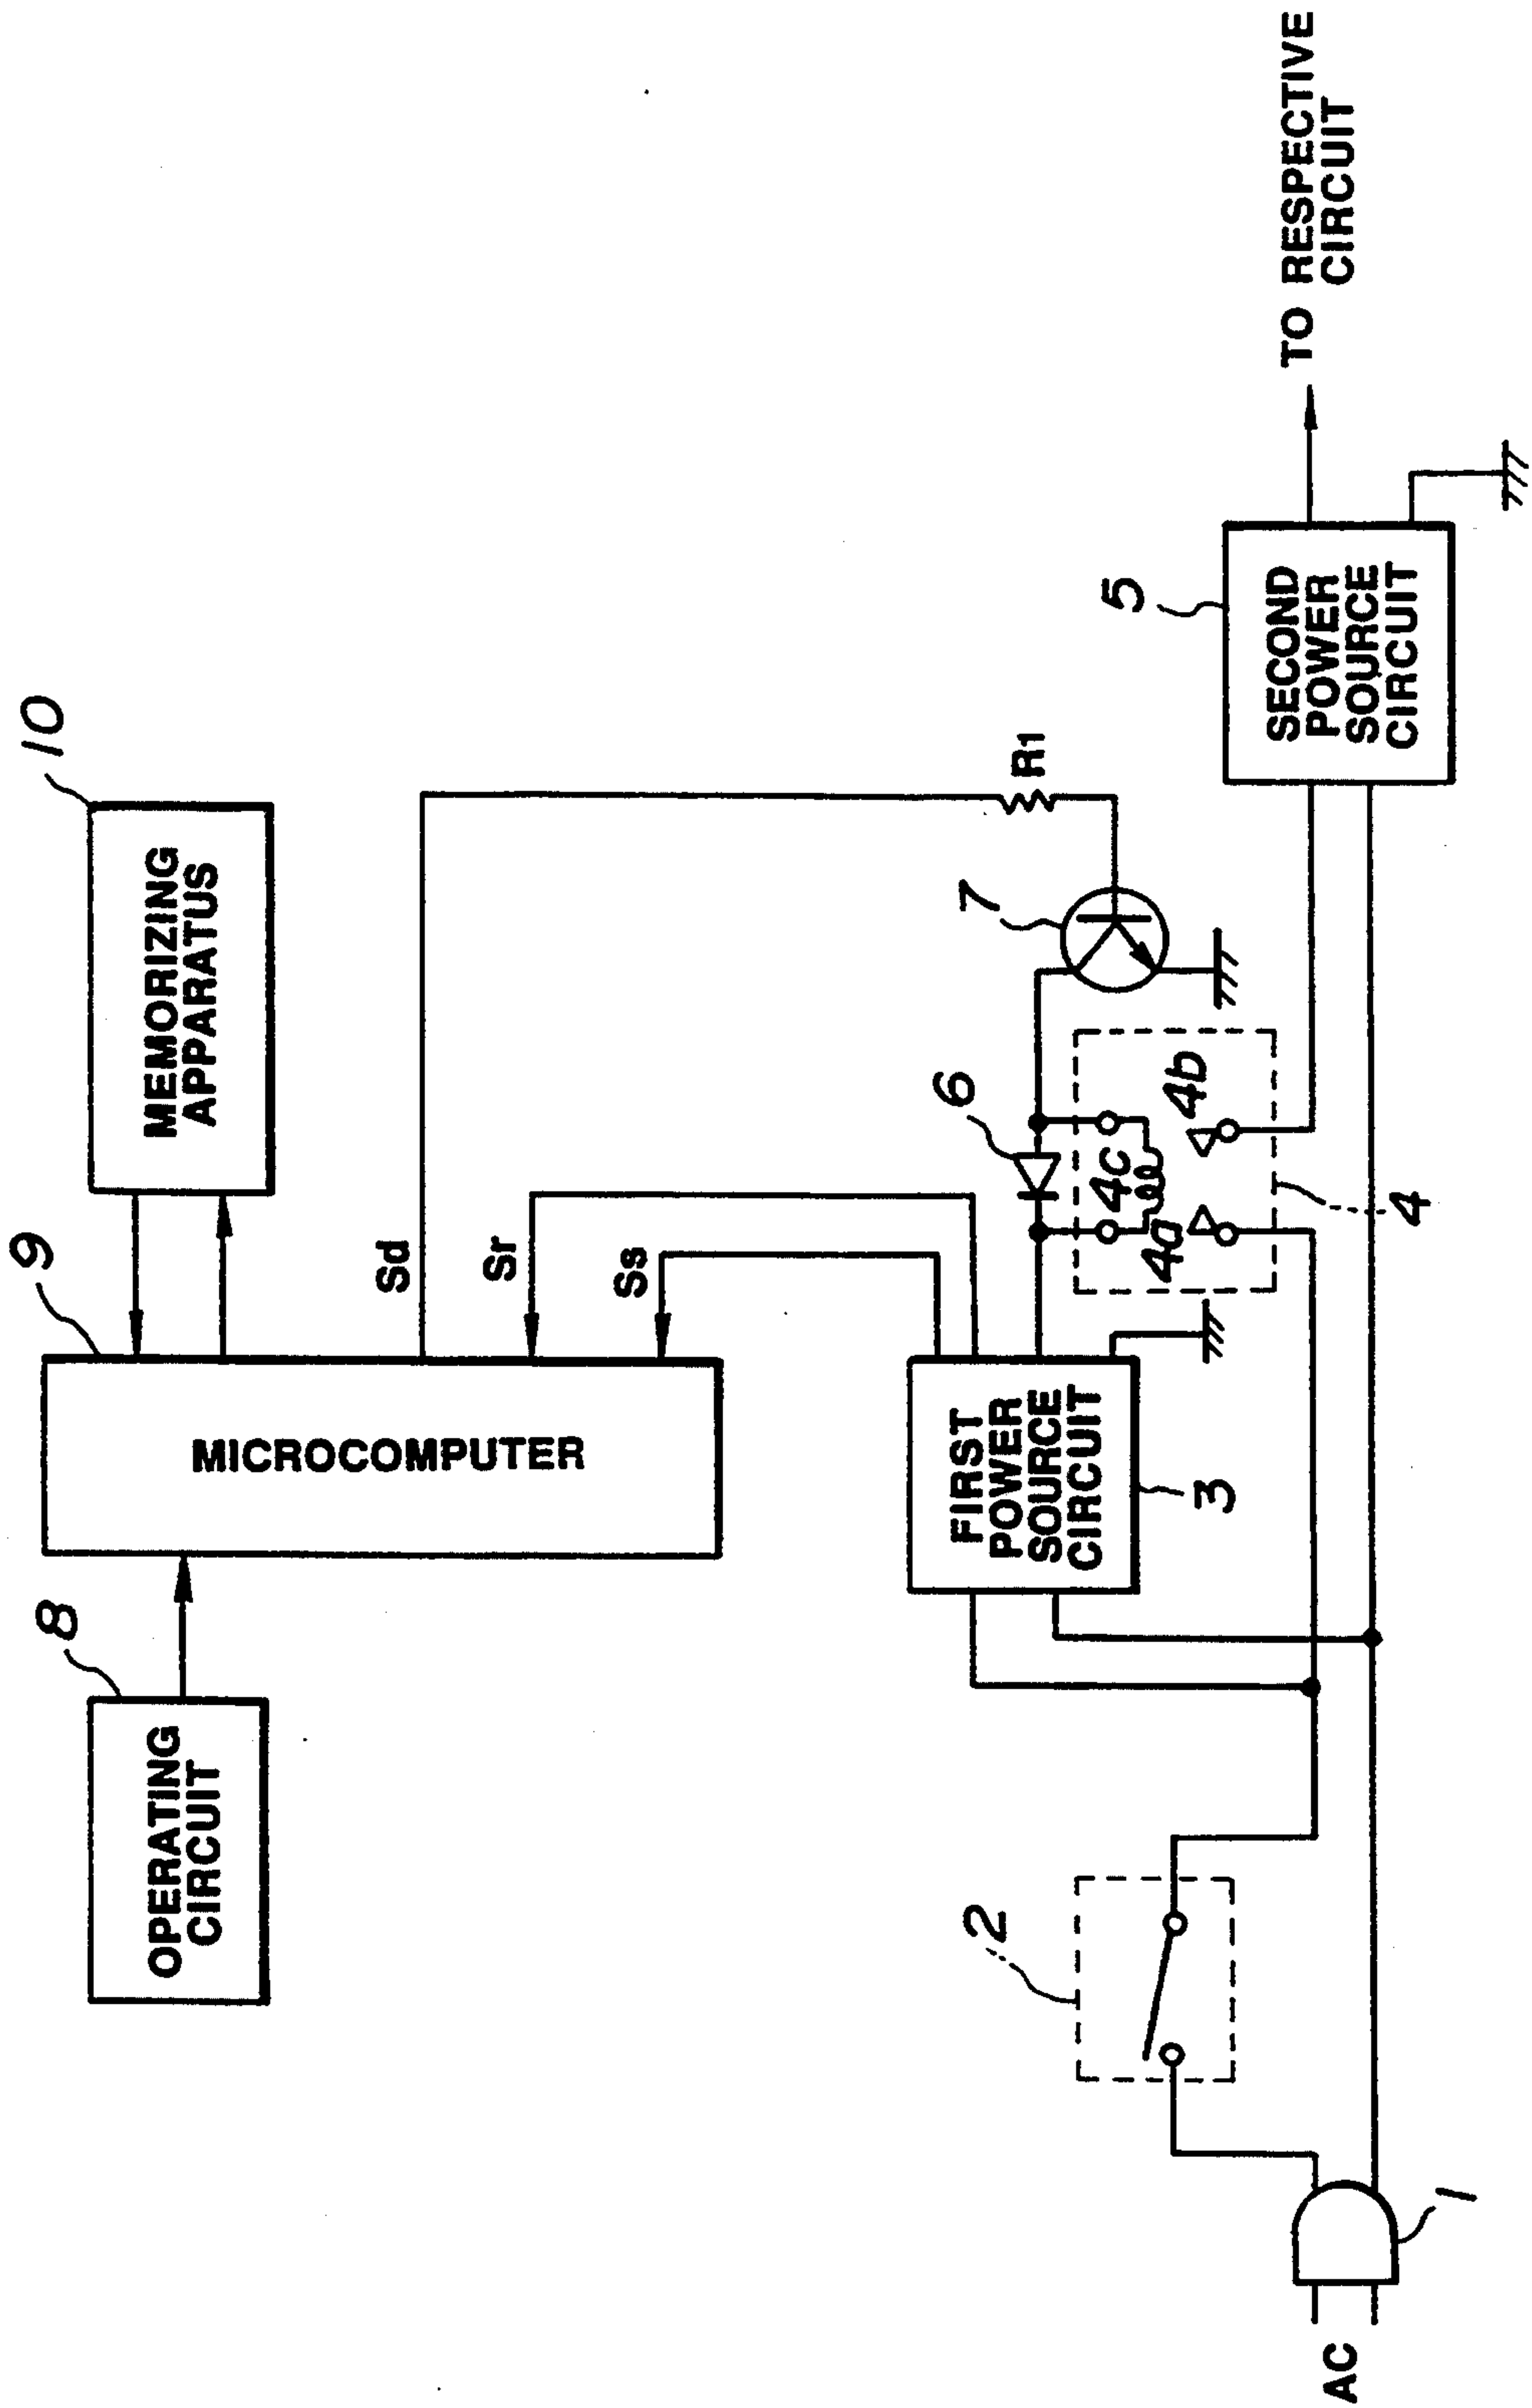 8
OPERATING
CIRCUIT
9
MICROCOMPUTER
10
MEMORIZING
APPARATUS
Sd
Sr
Ss
R1
7
6
4c
4a
4b
4
FIRST
POWER
SOURCE
CIRCUIT
3
2
5
SECOND
POWER
SOURCE
CIRCUIT
TO RESPECTIVE
CIRCUIT
AC
1